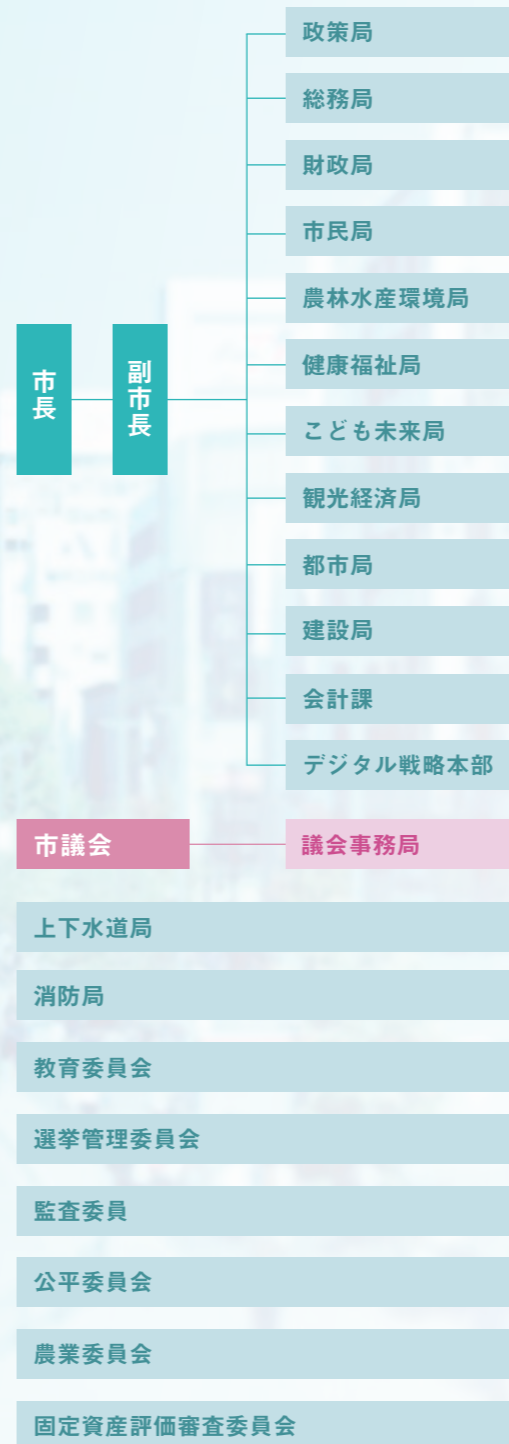 市長
副市長
政策局
総務局
財政局
市民局
農林水産環境局
健康福祉局
こども未来局
観光経済局
都市局
建設局
会計課
デジタル戦略本部
市議会
議会事務局
上下水道局
消防局
教育委員会
選挙管理委員会
監査委員
公平委員会
農業委員会
固定資産評価審査委員会